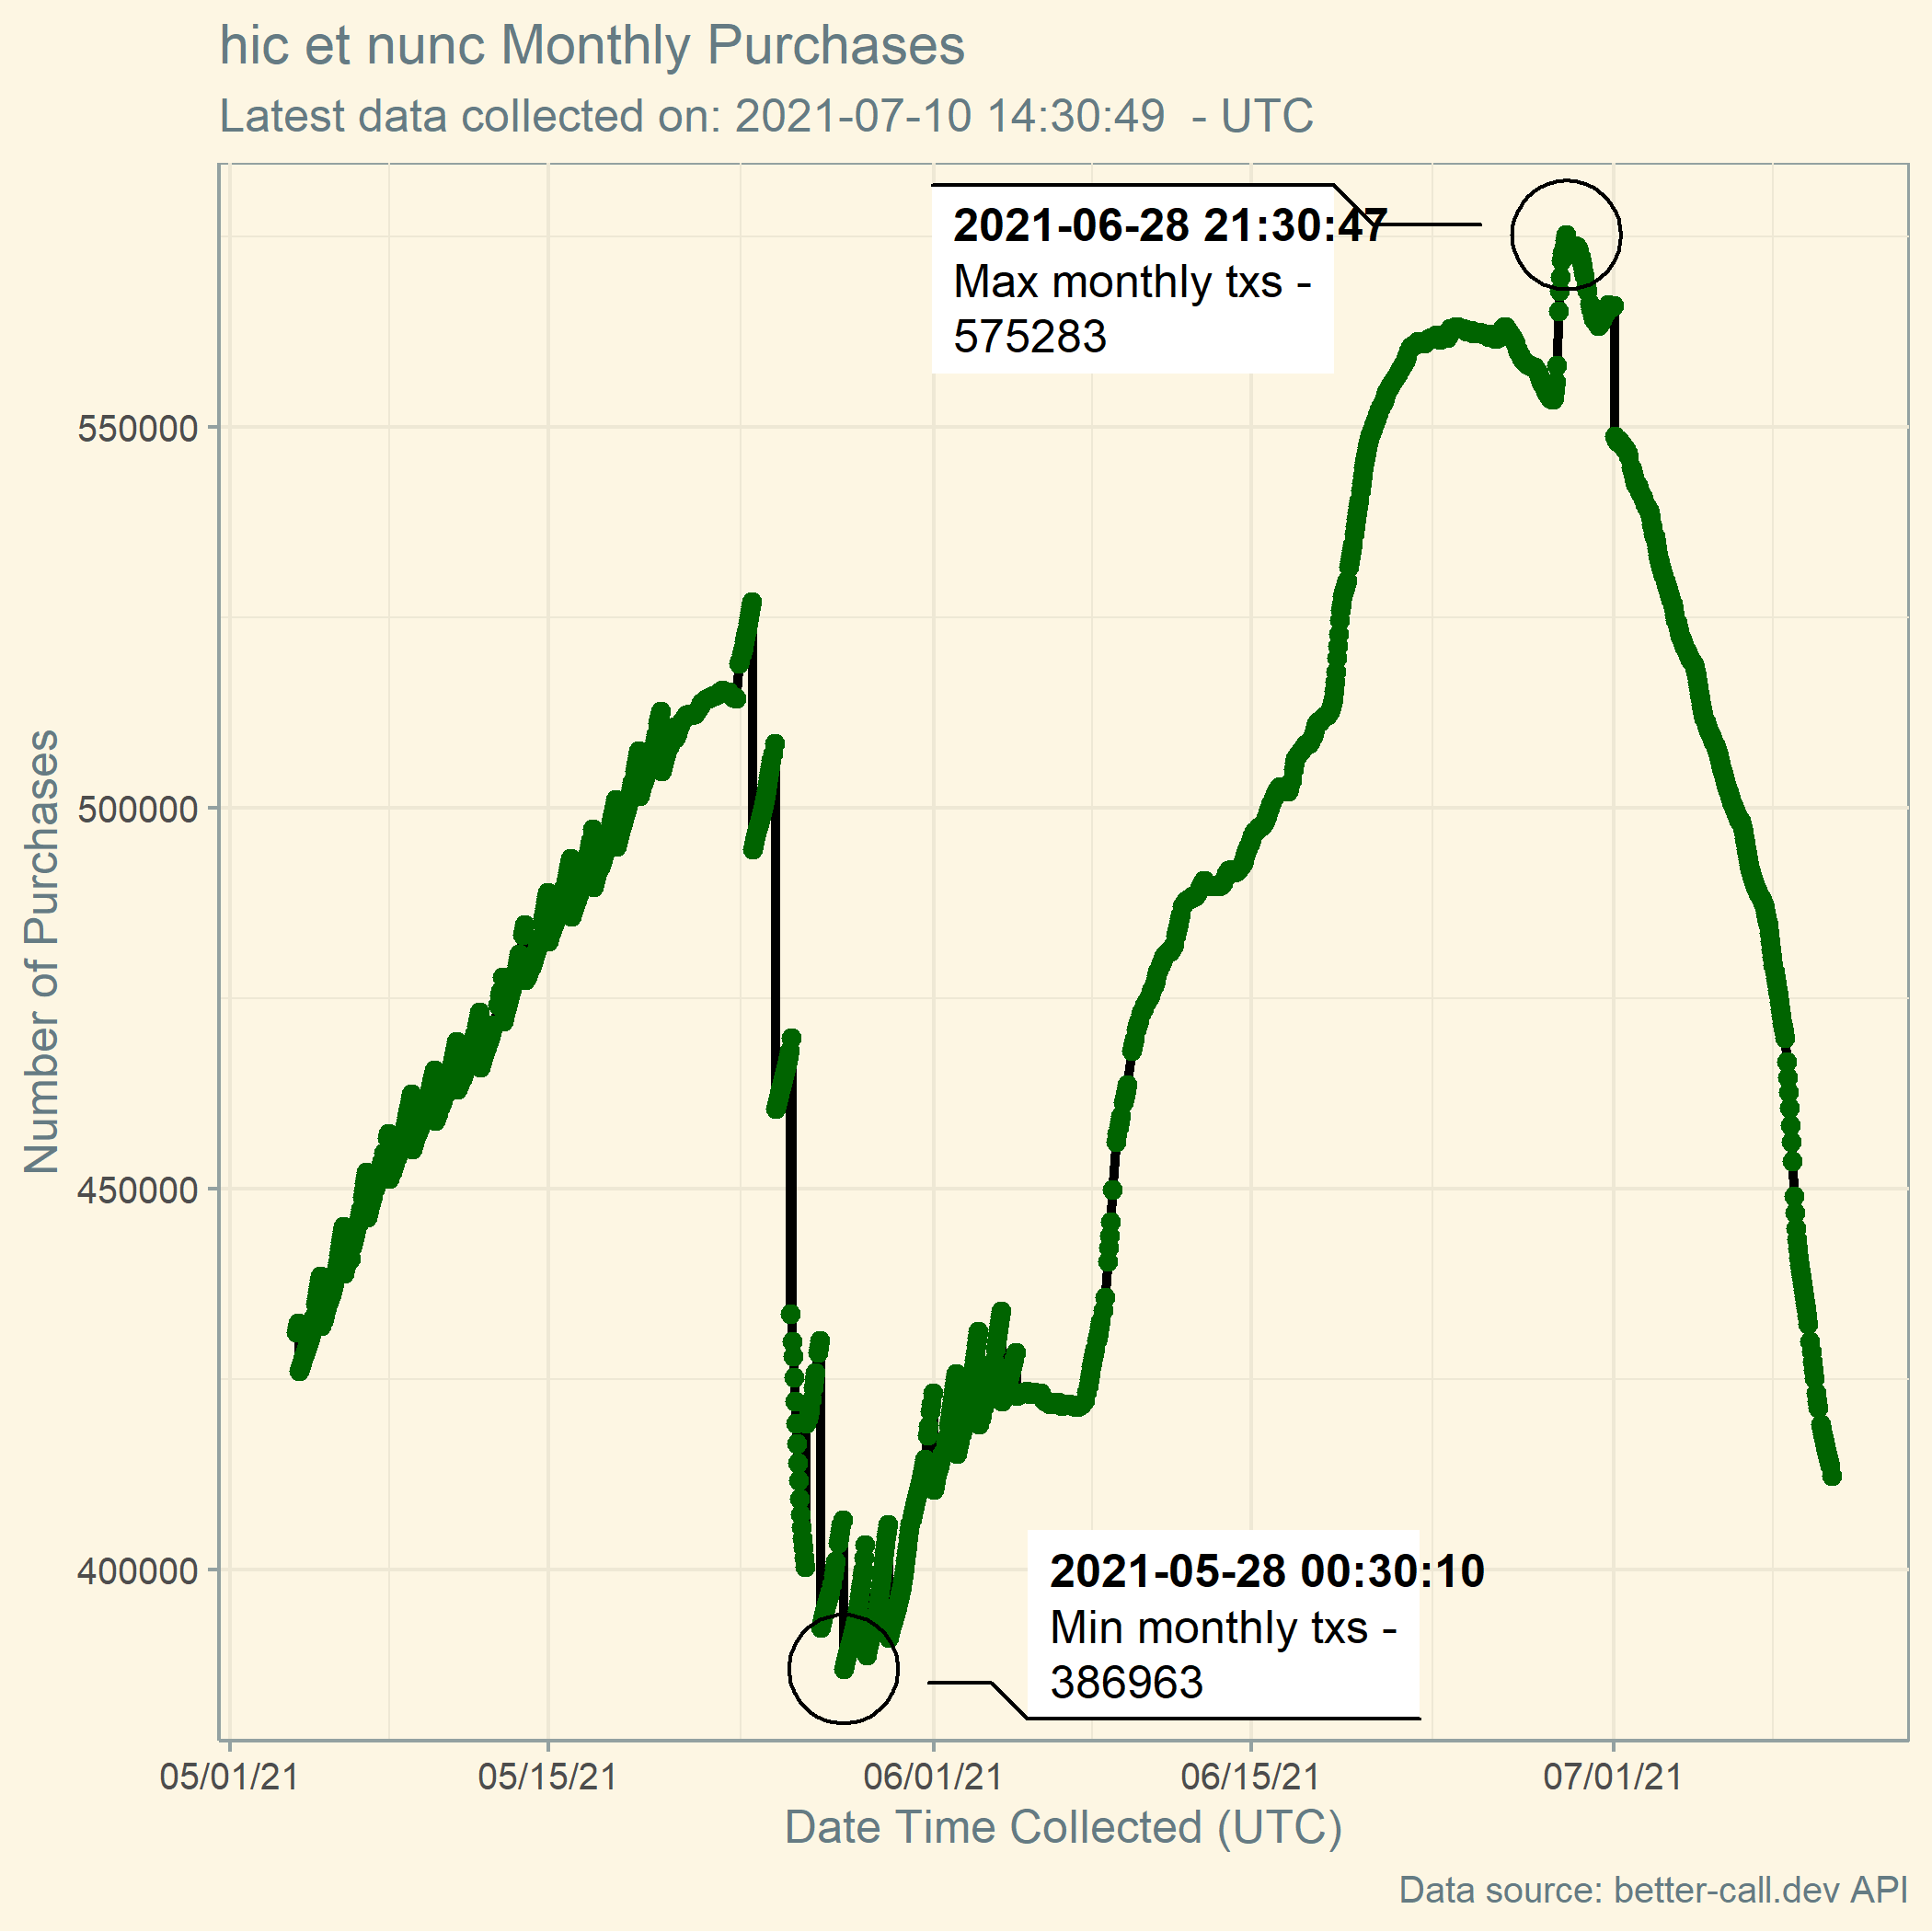 hic et nunc Monthly Purchases
Latest data collected on: 2021-07-10 14:30:49  - UTC
2021-06-28 21:30:47
Max monthly txs -
575283
550000
500000
450000
400000
Number of Purchases
2021-05-28 00:30:10
Min monthly txs -
386963
05/01/21
05/15/21
06/01/21
06/15/21
07/01/21
Date Time Collected (UTC)
Data source: better-call.dev API